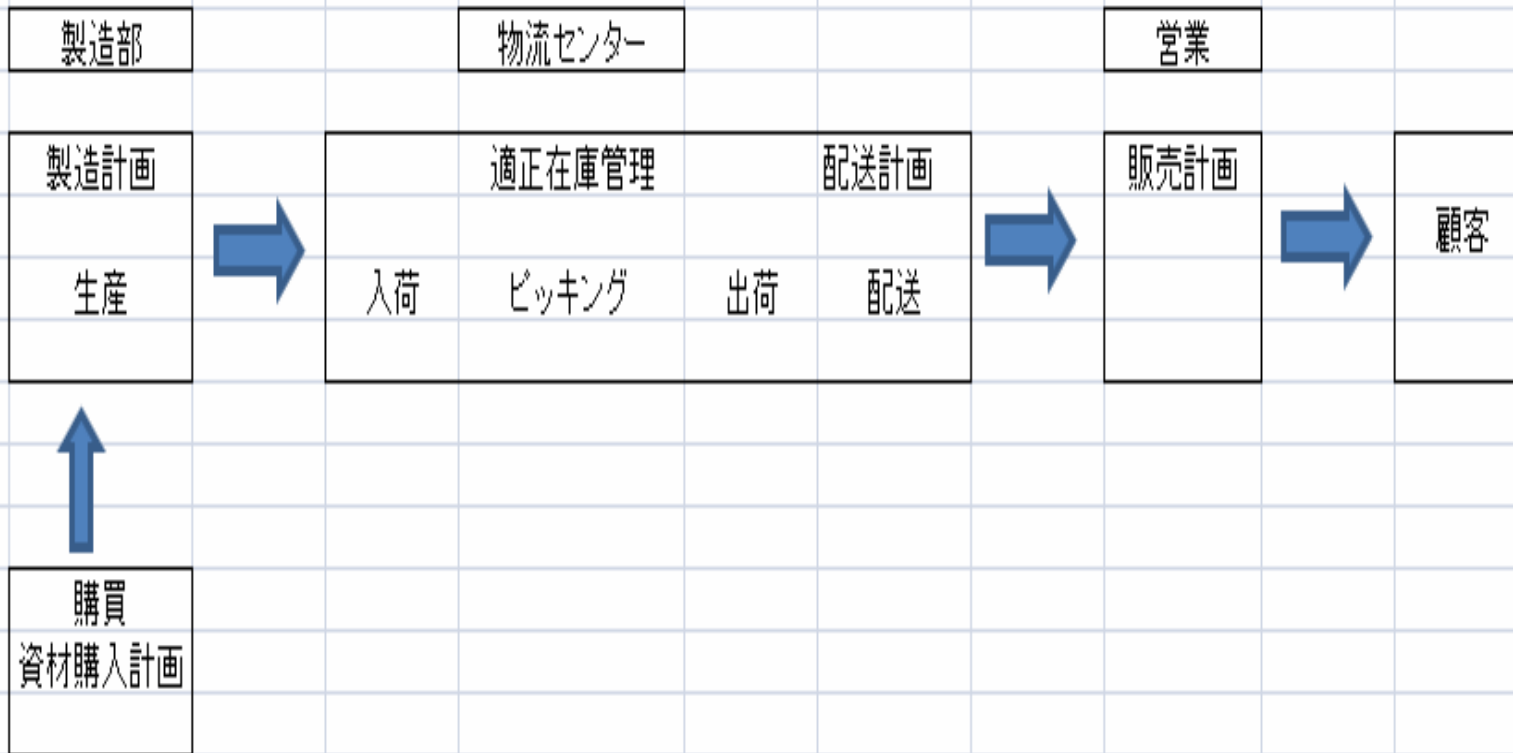 製造部
物流センター
営業
製造計画
生産
適正在庫管理
配送計画
入荷
ピッキング
出荷
配送
販売計画
顧客
購買
資材購入計画